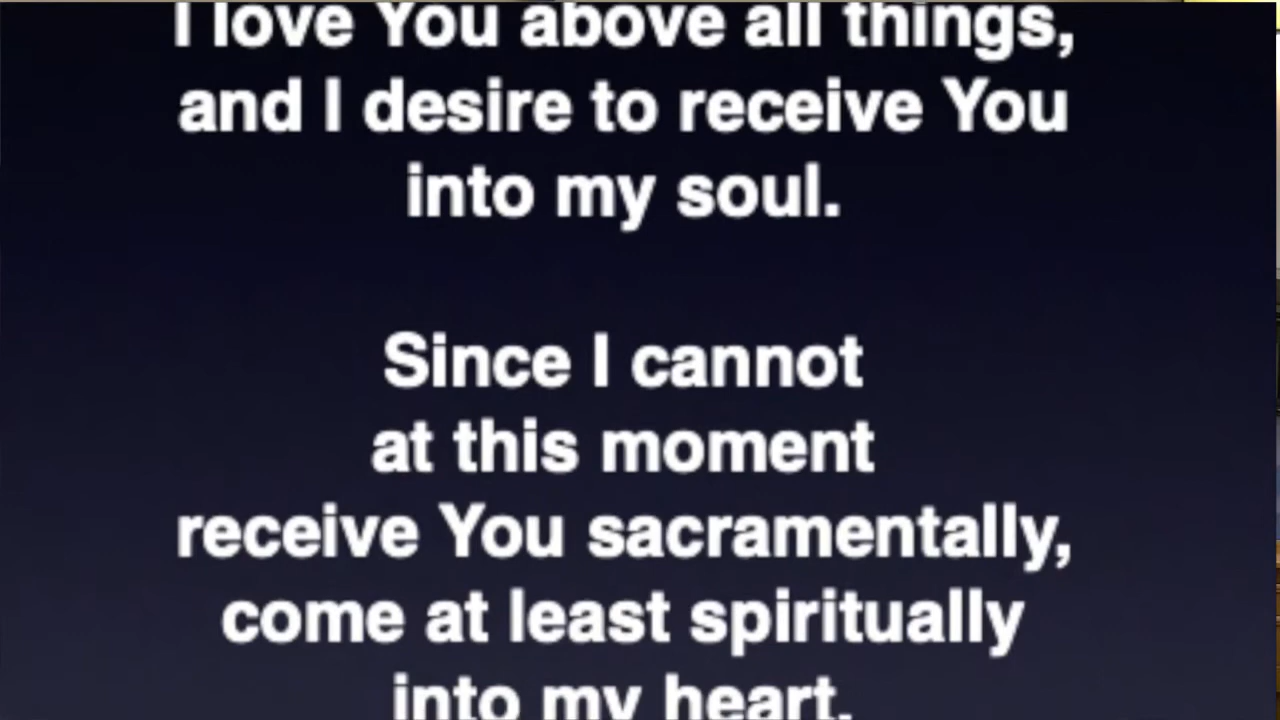 I love You above all things,
and I desire to receive You
into my soul.
Since I cannot
at this moment
receive You sacramentally,
come at least spiritually
into my heart.